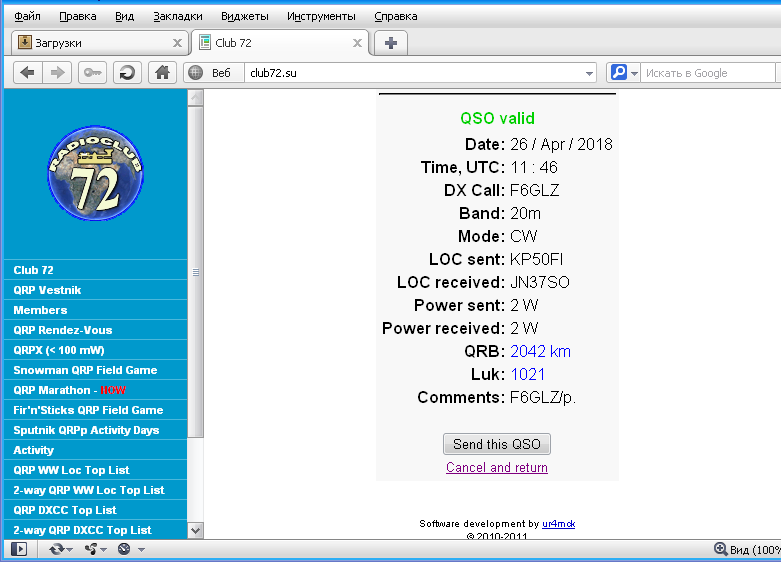 Файл Правка Вид Закладки Виджеты Инструменты Справка
Загрузки
Club 72
Веб
club72.su
Искать в Google
RADIOCLUB
72
Club 72
QRP Vestnik
Members
QRP Rendez-Vous
QRPX (< 100 mW)
Snowman QRP Field Game
QRP Marathon - NOW
Fir'n'Sticks QRP Field Game
Sputnik QRPp Activity Days
Activity
QRP WW Loc Top List
2-way QRP WW Loc Top List
QRP DXCC Top List
2-way QRP DXCC Top List
QSO valid
Date: 26 / Apr / 2018
Time, UTC: 11 : 46
DX Call: F6GLZ
Band: 20m
Mode: CW
LOC sent: KP50FI
LOC received: JN37SO
Power sent: 2 W
Power received: 2 W
QRB: 2042 km
Luk: 1021
Comments: F6GLZ/p.
Send this QSO
Cancel and return
Software development by ur4mck
© 2010-2011
Вид (100%